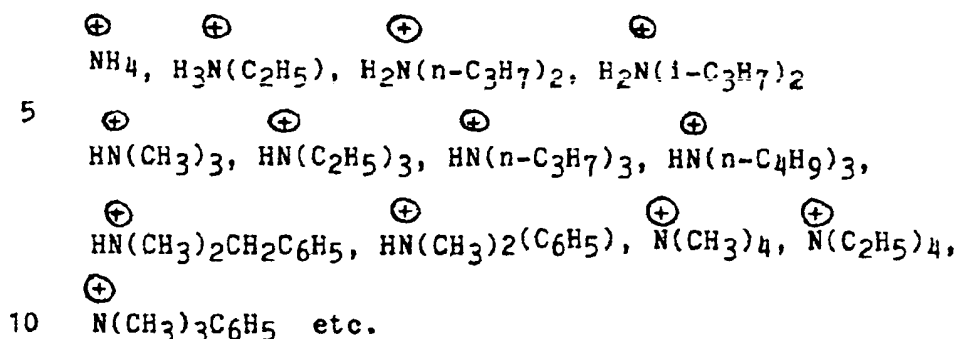 ⊕ ⊕ ⊕ ⊕
NH4, H3N(C2H5), H2N(n-C3H7)2, H2N(i-C3H7)2
5
⊕ ⊕ ⊕ ⊕
HN(CH3)3, HN(C2H5)3, HN(n-C3H7)3, HN(n-C4H9)3,
⊕ ⊕ ⊕ ⊕
HN(CH3)2CH2C6H5, HN(CH3)2(C6H5), N(CH3)4, N(C2H5)4,
⊕
10 N(CH3)3C6H5 etc.